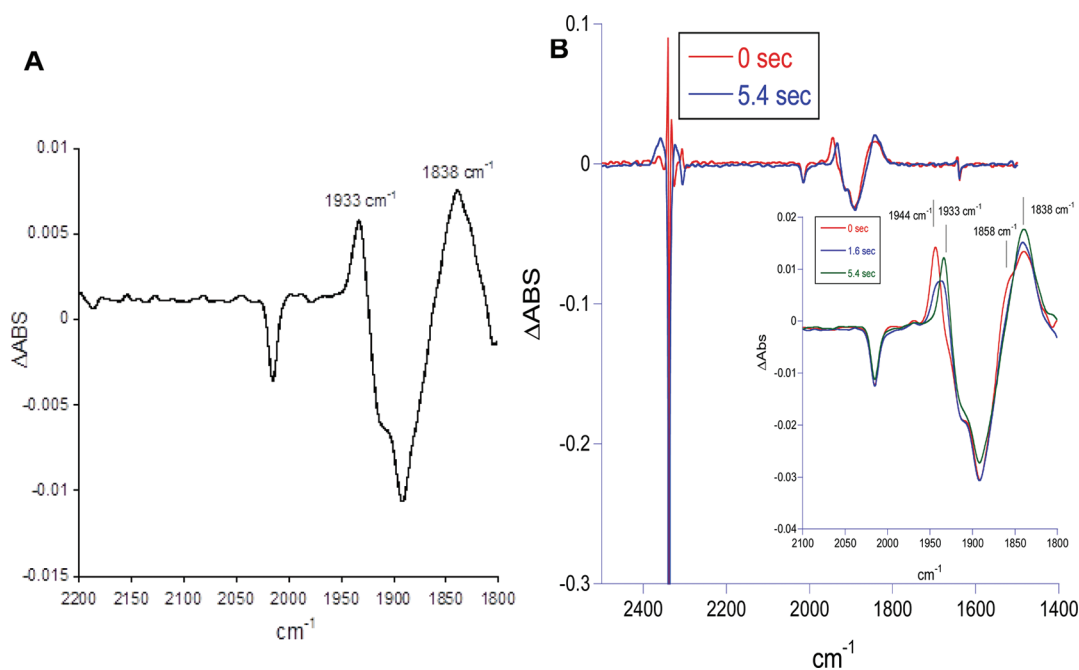 A
ΔABS
0.01
0.005
0
-0.005
-0.01
-0.015
1933 cm-1
1838 cm-1
2200 2150 2100 2050 2000 1950 1900 1850 1800
cm-1
B
ΔABS
0.1
0
-0.1
-0.2
-0.3
0 sec
5.4 sec
2400 2200 2000 1800 1600 1400
cm-1
1944 cm-1 1933 cm-1 1838 cm-1
1858 cm-1
0 sec
1.6 sec
5.4 sec
ΔAbs
0.02
0.01
0
-0.01
-0.02
-0.03
-0.04
2100 2050 2000 1950 1900 1850 1800
cm-1